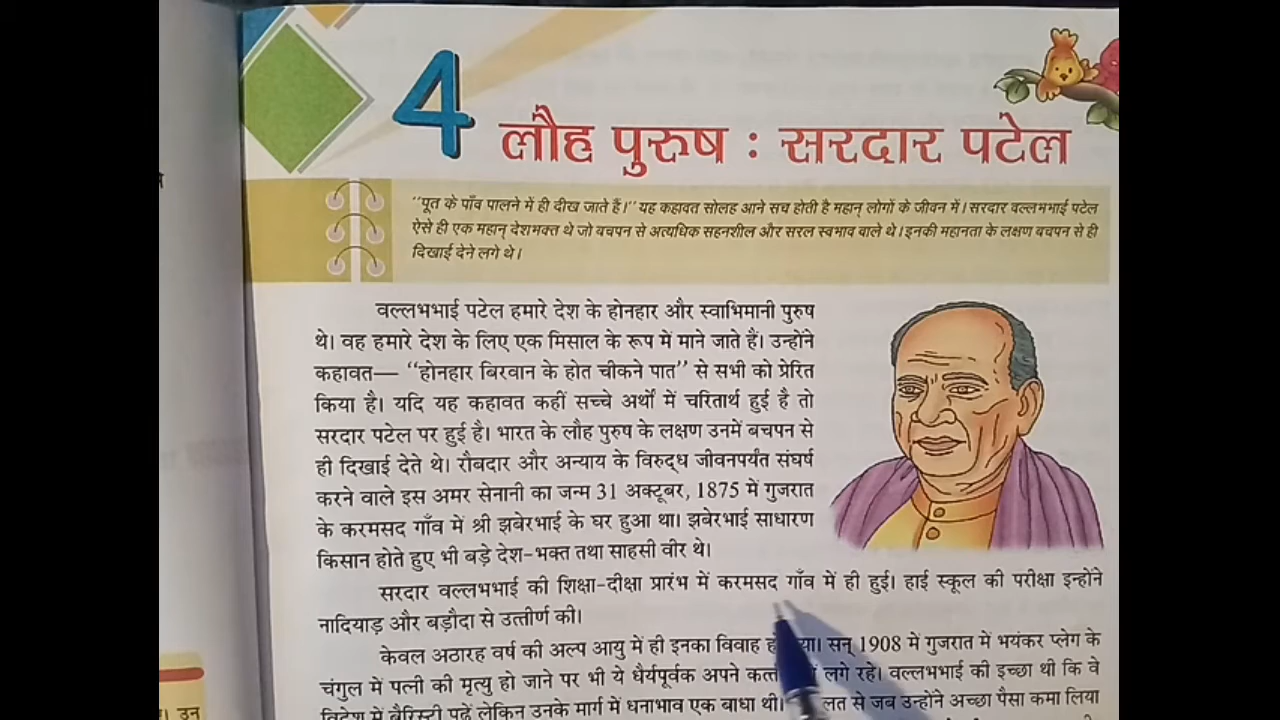 4
लौह पुरुष : सरदार पटेल
"पूत के पाँव पालने में ही दीख जाते हैं।" यह कहावत सोलह आने सच होती है महान् लोगों के जीवन में। सरदार वल्लभभाई पटेल
ऐसे ही एक महान् देशभक्त थे जो बचपन से अत्यधिक सहनशील और सरल स्वभाव वाले थे। इनकी महानता के लक्षण बचपन से ही
दिखाई देने लगे थे।
वल्लभभाई पटेल हमारे देश के होनहार और स्वाभिमानी पुरुष
थे। वह हमारे देश के लिए एक मिसाल के रूप में माने जाते हैं। उन्होंने
कहावत— "होनहार बिरवान के होत चीकने पात" से सभी को प्रेरित
किया है। यदि यह कहावत कहीं सच्चे अर्थों में चरितार्थ हुई है तो
सरदार पटेल पर हुई है। भारत के लौह पुरुष के लक्षण उनमें बचपन से
ही दिखाई देते थे। रौबदार और अन्याय के विरुद्ध जीवनपर्यंत संघर्ष
करने वाले इस अमर सेनानी का जन्म 31 अक्टूबर, 1875 में गुजरात
के करमसद गाँव में श्री झबेरभाई के घर हुआ था। झबेरभाई साधारण
किसान होते हुए भी बड़े देश-भक्त तथा साहसी वीर थे।
सरदार वल्लभभाई की शिक्षा-दीक्षा प्रारंभ में करमसद गाँव में ही हुई। हाई स्कूल की परीक्षा इन्होंने
नादियाड़ और बड़ौदा से उत्तीर्ण की।
केवल अठारह वर्ष की अल्प आयु में ही इनका विवाह सन् 1908 में गुजरात में भयंकर प्लेग के
चंगुल में पत्नी की मृत्यु हो जाने पर भी ये धैर्यपूर्वक अपने लगे रहे। वल्लभभाई की इच्छा थी कि वे
विदेश में बैरिस्ट्री पढ़ें लेकिन उनके मार्ग में धनाभाव एक बाधा थी। से जब उन्होंने अच्छा पैसा कमा लिया
उन